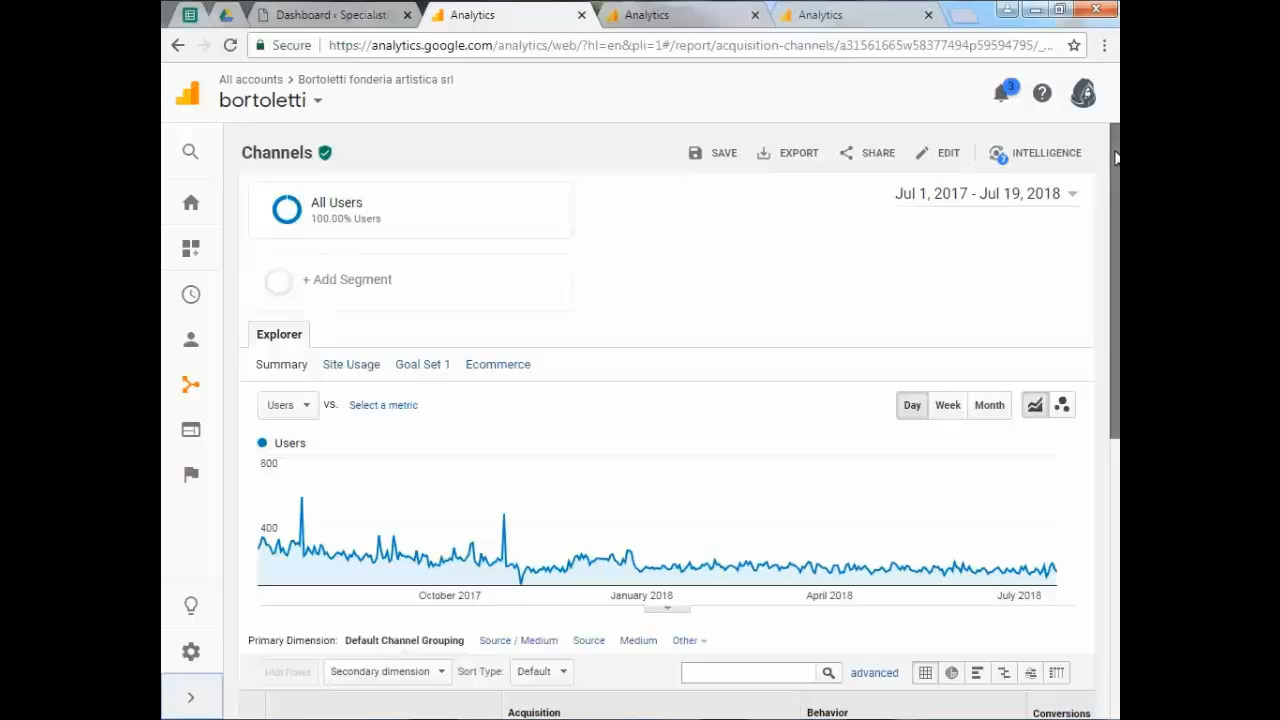 Dashboard ‹ Specialist
Analytics
Analytics
Analytics
Secure
https://analytics.google.com/analytics/web/?hl=en&pli=1#/report/acquisition-channels/a31561665w58377494p59594795/_...
All accounts > Bortoletti fonderia artistica srl
bortoletti
3
Channels
SAVE
EXPORT
SHARE
EDIT
7
INTELLIGENCE
All Users
100.00% Users
Jul 1, 2017 - Jul 19, 2018
+ Add Segment
Explorer
Summary
Site Usage
Goal Set 1
Ecommerce
Users
VS.
Select a metric
Day
Week
Month
Users
800
400
October 2017
January 2018
April 2018
July 2018
Primary Dimension:
Default Channel Grouping
Source / Medium
Source
Medium
Other
Plot Rows
Secondary dimension
Sort Type:
Default
advanced
Acquisition
Behavior
Conversions